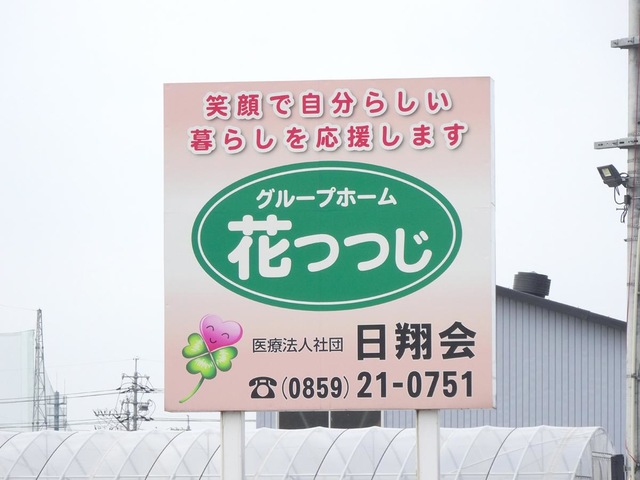 笑顔で自分らしい
暮らしを応援します
グループホーム
花つつじ
医療法人社団 日翔会
☎(0859)21-0751